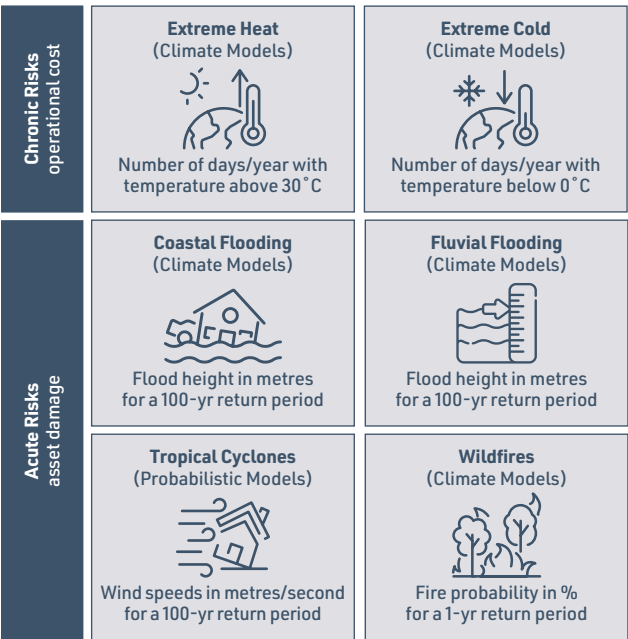 Chronic Risks
operational cost
Extreme Heat
(Climate Models)
Number of days/year with
temperature above 30˚C
Extreme Cold
(Climate Models)
Number of days/year with
temperature below 0˚C
Acute Risks
asset damage
Coastal Flooding
(Climate Models)
Flood height in metres
for a 100-yr return period
Fluvial Flooding
(Climate Models)
Flood height in metres
for a 100-yr return period
Tropical Cyclones
(Probabilistic Models)
Wind speeds in metres/second
for a 100-yr return period
Wildfires
(Climate Models)
Fire probability in %
for a 1-yr return period